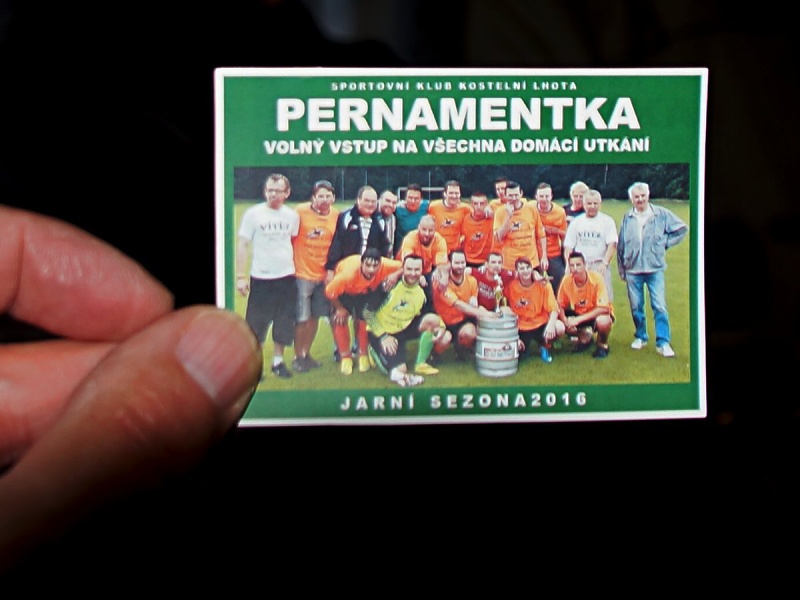 SPORTOVNÍ KLUB KOSTELNÍ LHOTA
PERNAMENTKA
VOLNÝ VSTUP NA VŠECHNA DOMÁCÍ UTKÁNÍ
JARNÍ SEZONA2016